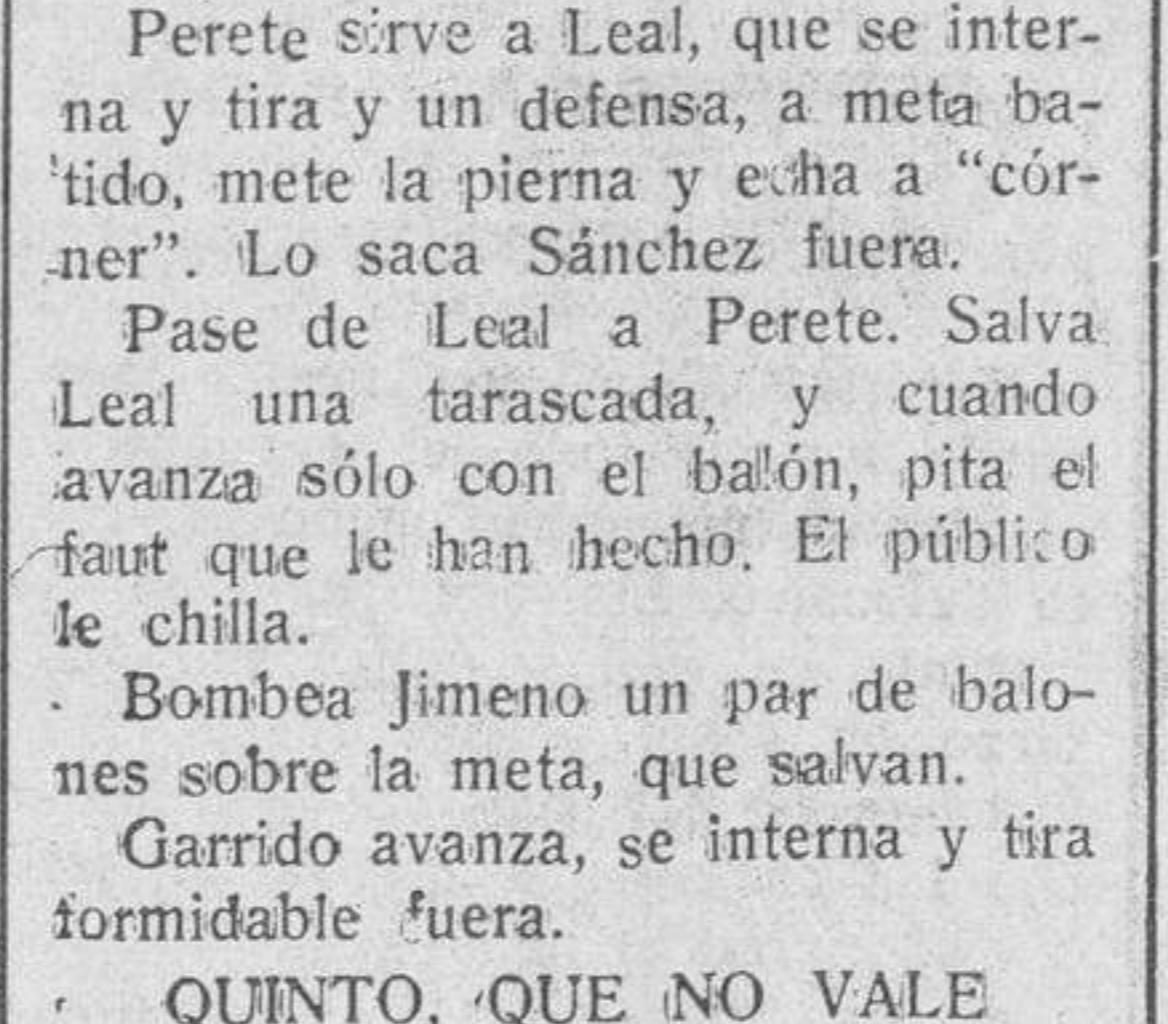 Perete sirve a Leal, que se inter-
na y tira y un defensa, a meta ba-
tido, mete la pierna y echa a “cór-
ner”. Lo saca Sánchez fuera.
Pase de Leal a Perete. Salva
Leal una tarascada, y cuando
avanza sólo con el balón, pita el
faut que le han hecho. El público
le chilla.
Bombea Jimeno un par de balo-
nes sobre la meta, que salvan.
Garrido avanza, se interna y tira
formidable fuera.
QUINTO, QUE NO VALE